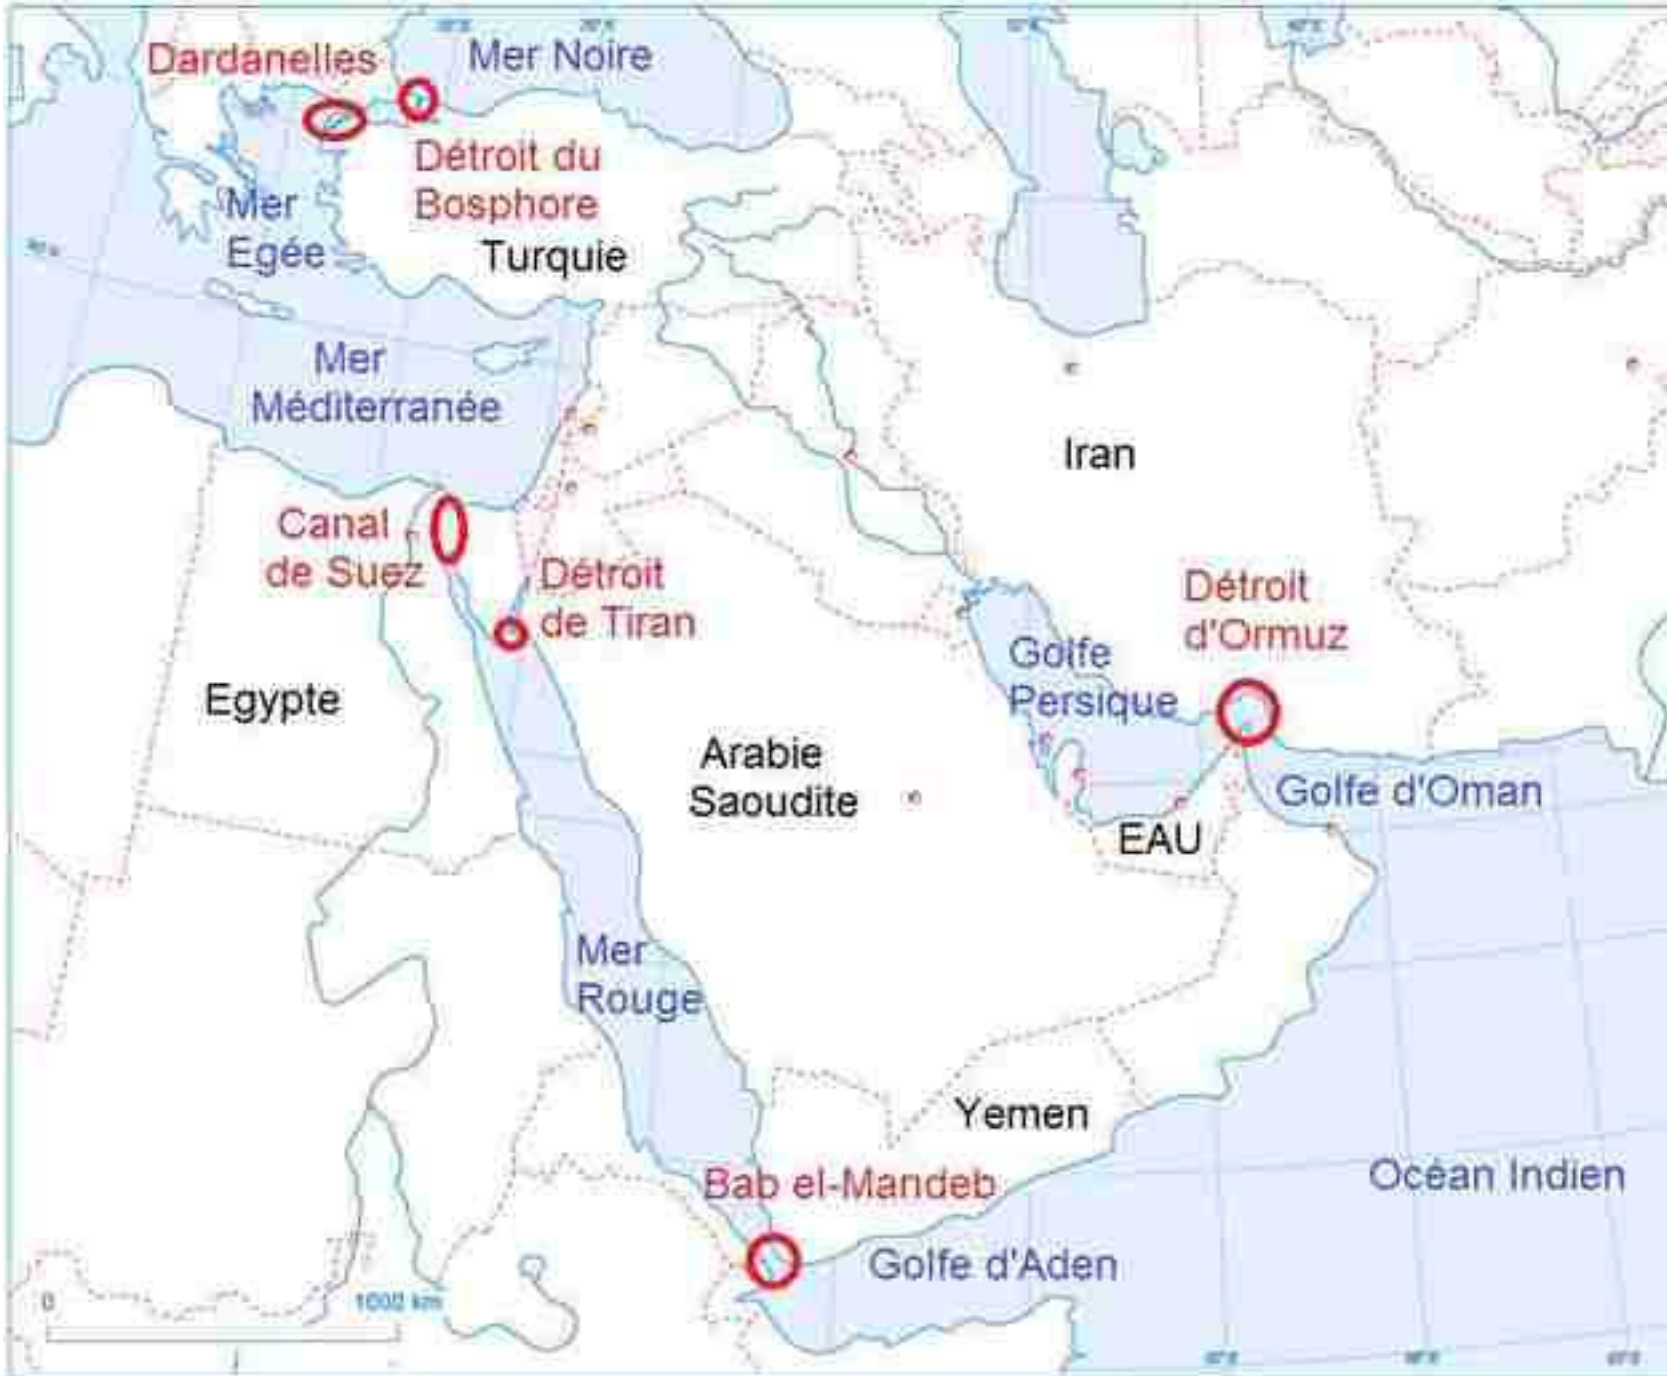 Dardanelles
Mer Noire
Détroit du
Bosphore
Mer
Egée
Turquie
Mer
Méditerranée
Iran
Canal
de Suez
Détroit
de Tiran
Détroit
d'Ormuz
Golfe
Persique
Egypte
Arabie
Saoudite
Golfe d'Oman
EAU
Mer
Rouge
Yemen
Bab el-Mandeb
Océan Indien
Golfe d'Aden
0
1000 km